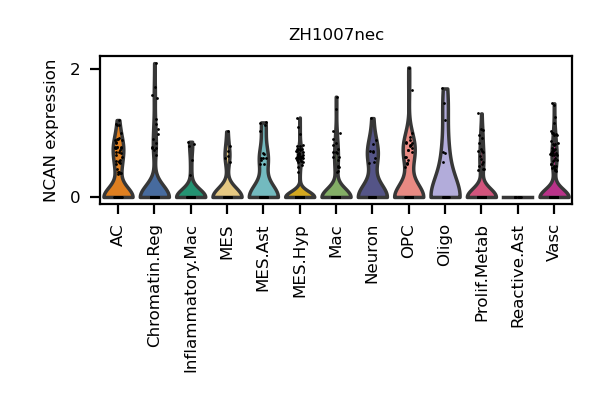 ZH1007nec
NCAN expression
2
0
AC
Chromatin.Reg
Inflammatory.Mac
MES
MES.Ast
MES.Hyp
Mac
Neuron
OPC
Oligo
Prolif.Metab
Reactive.Ast
Vasc